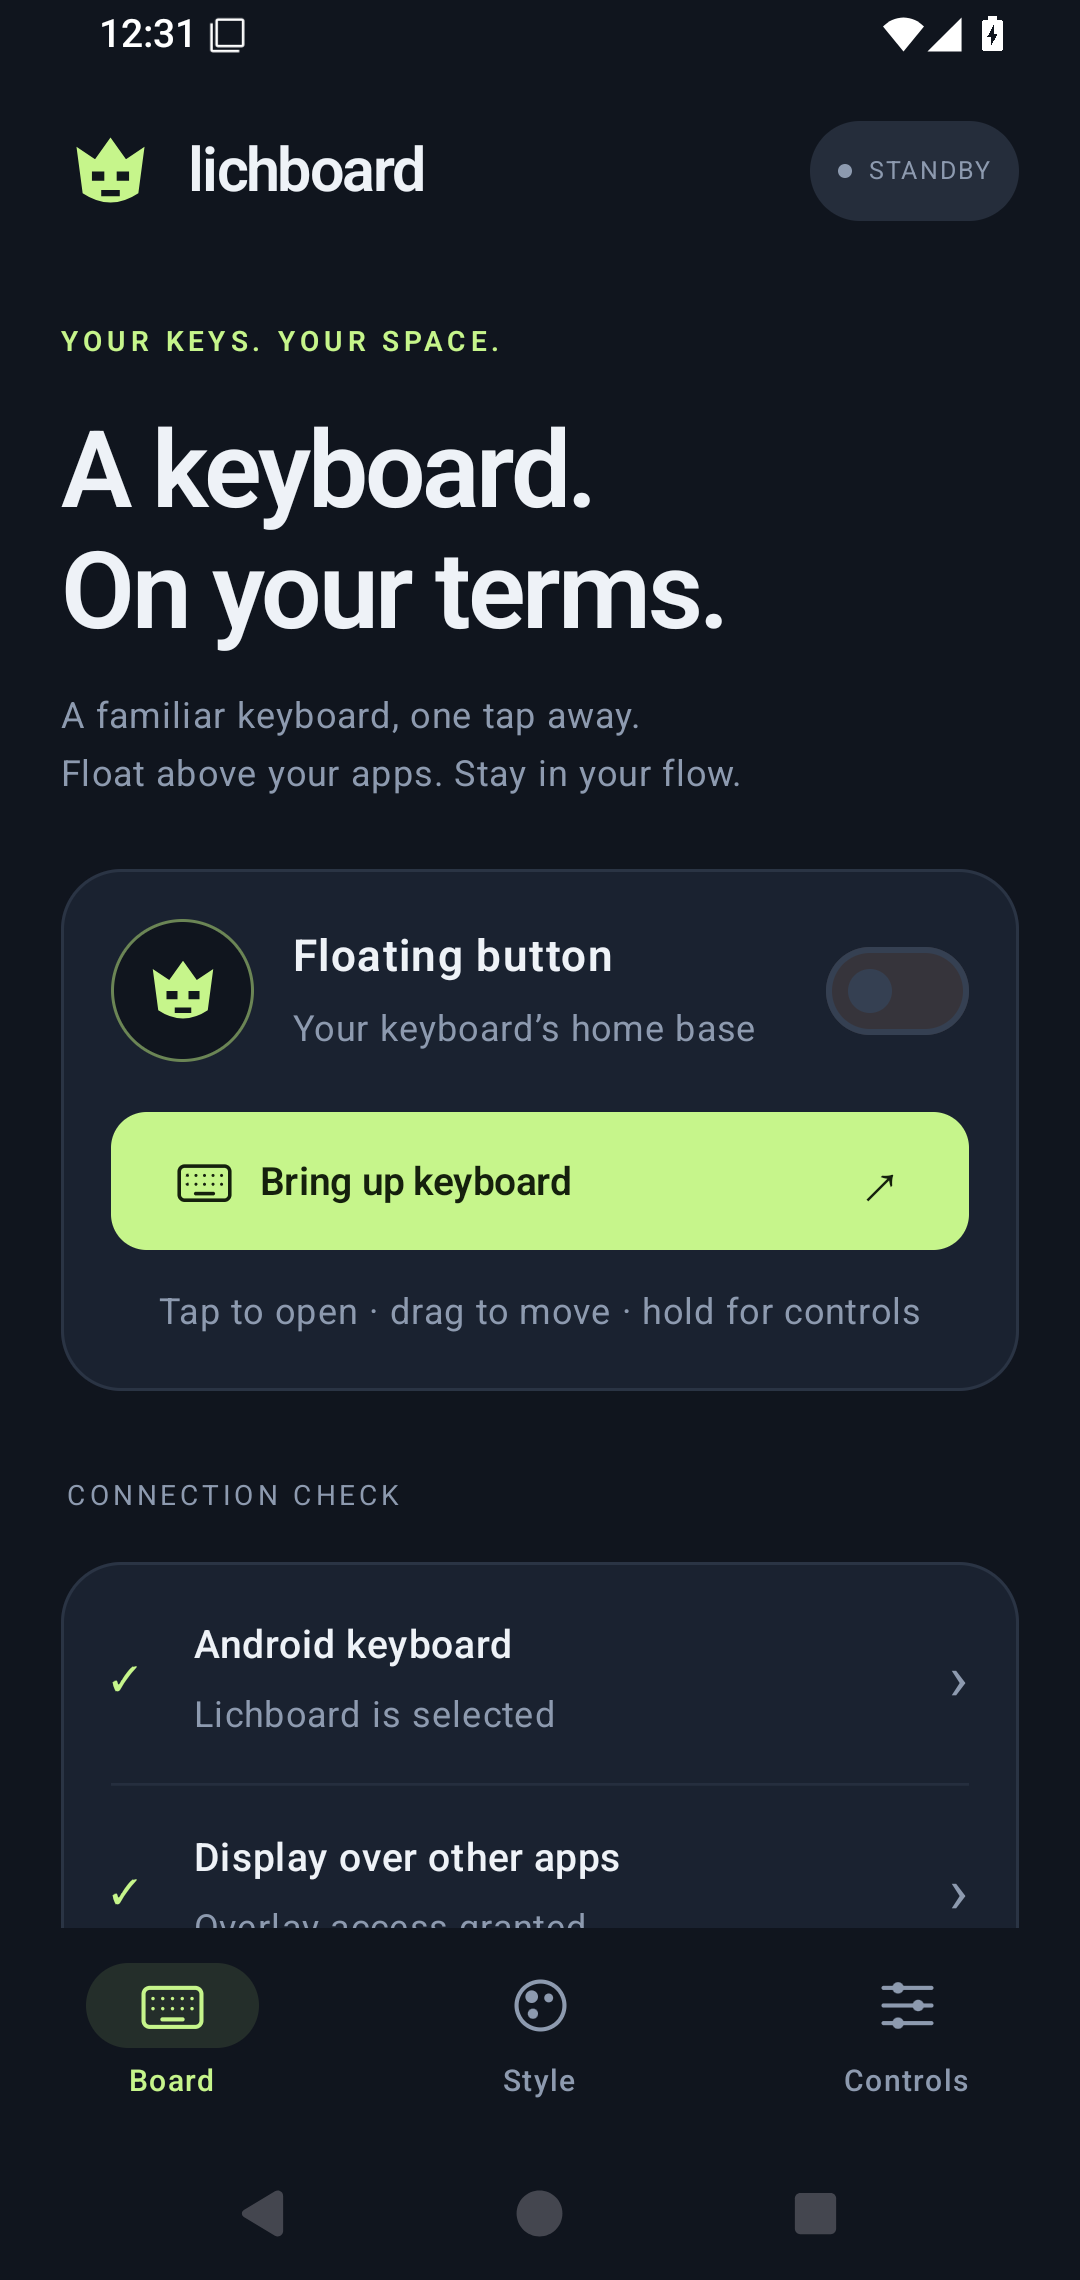 12:31
lichboard
STANDBY
YOUR KEYS. YOUR SPACE.
A keyboard.
On your terms.
A familiar keyboard, one tap away.
Float above your apps. Stay in your flow.
Floating button
Your keyboard’s home base
Bring up keyboard ↗
Tap to open · drag to move · hold for controls
CONNECTION CHECK
Android keyboard
✓ ›
Lichboard is selected
Display over other apps
✓ ›
Overlay access granted
Board Style Controls